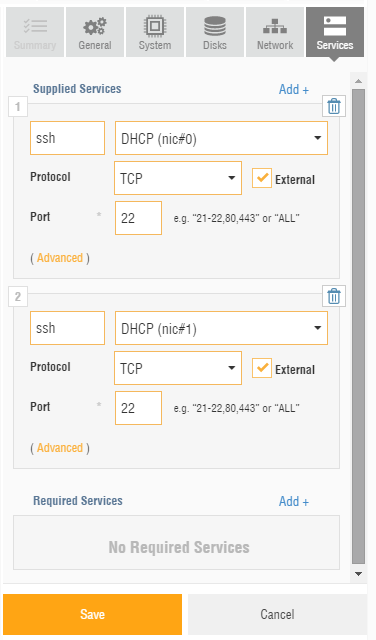 Summary General System Disks Network Services
Supplied Services Add +
1
ssh DHCP (nic#0)
Protocol TCP External
Port * 22 e.g. "21-22,80,443" or "ALL"
( Advanced )
2
ssh DHCP (nic#1)
Protocol TCP External
Port * 22 e.g. "21-22,80,443" or "ALL"
( Advanced )
Required Services Add +
No Required Services
Save Cancel